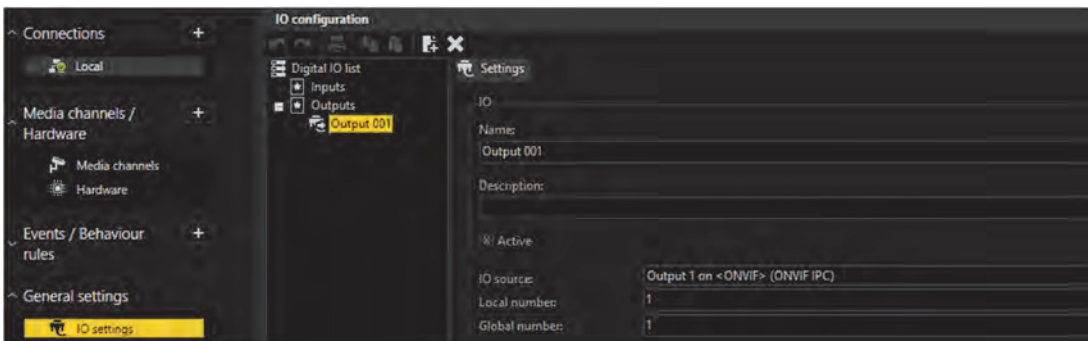 Connections
+
Local
Media channels /
Hardware
+
Media channels
Hardware
Events / Behaviour
rules
+
General settings
IO settings
IO configuration
Digital IO list
Inputs
Outputs
Output 001
Settings
IO
Name:
Output 001
Description:
Active
IO source:
Output 1 on <ONVIF> (ONVIF IPC)
Local number:
1
Global number:
1